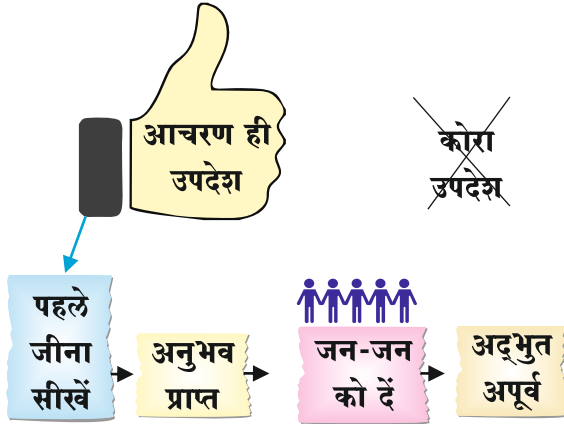 आचरण ही
उपदेश
कोरा
उपदेश
पहले
जीना
सीखें
अनुभव
प्राप्त
जन-जन
को दें
अद्भुत
अपूर्व